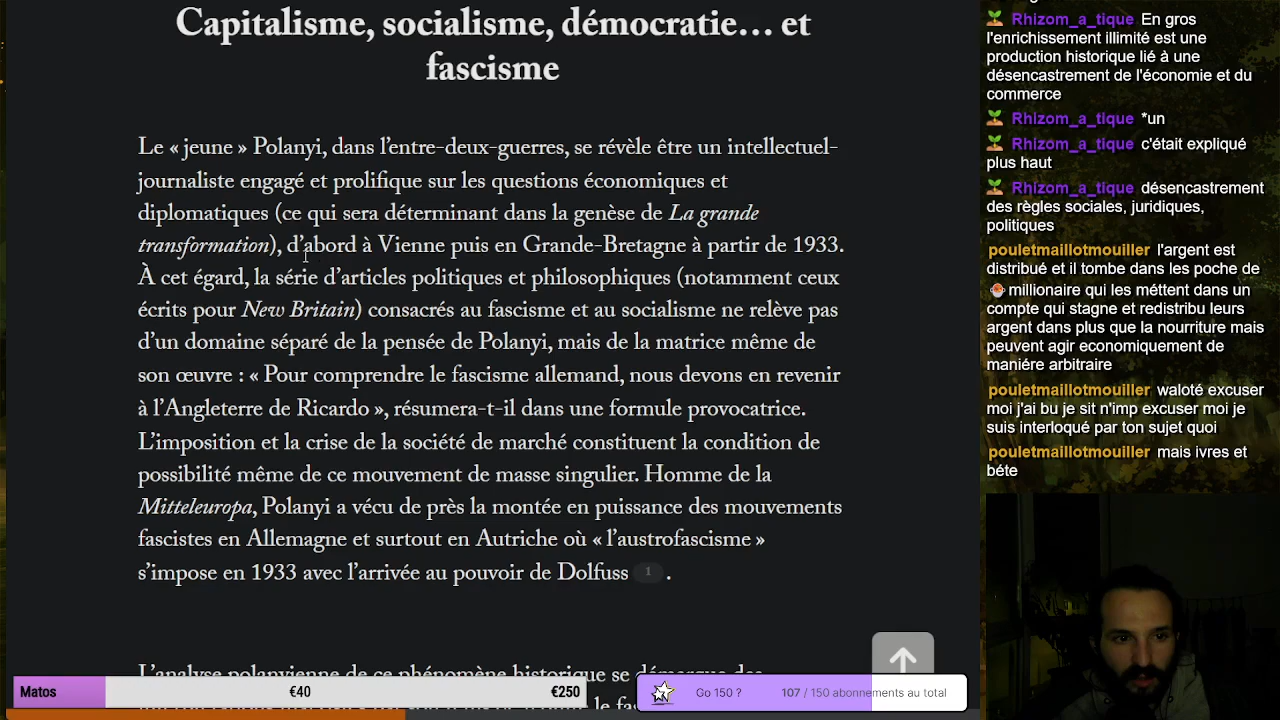 Capitalisme, socialisme, démocratie… et
fascisme
Le « jeune » Polanyi, dans l’entre-deux-guerres, se révèle être un intellectuel-
journaliste engagé et prolifique sur les questions économiques et
diplomatiques (ce qui sera déterminant dans la genèse de La grande
transformation), d’abord à Vienne puis en Grande-Bretagne à partir de 1933.
À cet égard, la série d’articles politiques et philosophiques (notamment ceux
écrits pour New Britain) consacrés au fascisme et au socialisme ne relève pas
d’un domaine séparé de la pensée de Polanyi, mais de la matrice même de
son œuvre : « Pour comprendre le fascisme allemand, nous devons en revenir
à l’Angleterre de Ricardo », résumera-t-il dans une formule provocatrice.
L’imposition et la crise de la société de marché constituent la condition de
possibilité même de ce mouvement de masse singulier. Homme de la
Mitteleuropa, Polanyi a vécu de près la montée en puissance des mouvements
fascistes en Allemagne et surtout en Autriche où « l’austrofascisme »
s’impose en 1933 avec l’arrivée au pouvoir de Dolfuss 1 .
L’analyse polanyienne de ce phénomène historique se démarque des
Matos €40 €250
Go 150 ? 107 / 150 abonnements au total
Rhizom_a_tique En gros
l'enrichissement illimité est une
production historique lié à une
désencastrement de l'économie et du
commerce
Rhizom_a_tique *un
Rhizom_a_tique c'était expliqué
plus haut
Rhizom_a_tique désencastrement
des règles sociales, juridiques,
politiques
pouletmaillotmouiller l'argent est
distribué et il tombe dans les poche de
millionaire qui les méttent dans un
compte qui stagne et redistribu leurs
argent dans plus que la nourriture mais
peuvent agir economiquement de
maniére arbitraire
pouletmaillotmouiller waloté excuser
moi j'ai bu je sit n'imp excuser moi je
suis interloqué par ton sujet quoi
pouletmaillotmouiller mais ivres et
béte